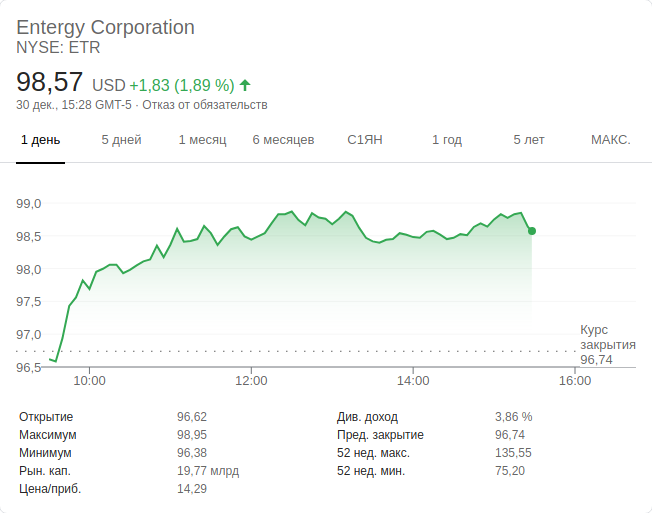 Entergy Corporation
NYSE: ETR
98,57 USD +1,83 (1,89 %)
30 дек., 15:28 GMT-5 · Отказ от обязательств
1 день 5 дней 1 месяц 6 месяцев С1ЯН 1 год 5 лет МАКС.
99,0
98,5
98,0
97,5
97,0
96,5
Курс
закрытия
96,74
10:00 12:00 14:00 16:00
Открытие 96,62 Див. доход 3,86 %
Максимум 98,95 Пред. закрытие 96,74
Минимум 96,38 52 нед. макс. 135,55
Рын. кап. 19,77 млрд 52 нед. мин. 75,20
Цена/приб. 14,29